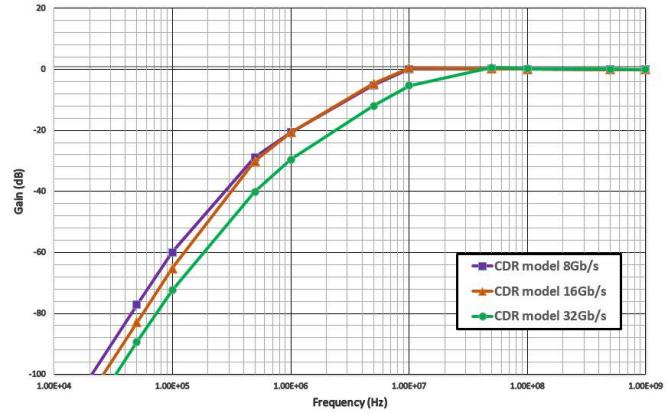 20
0
-20
-40
-60
-80
-100
Gain (dB)
CDR model 8Gb/s
CDR model 16Gb/s
CDR model 32Gb/s
1.00E+04 1.00E+05 1.00E+06 1.00E+07 1.00E+08 1.00E+09
Frequency (Hz)